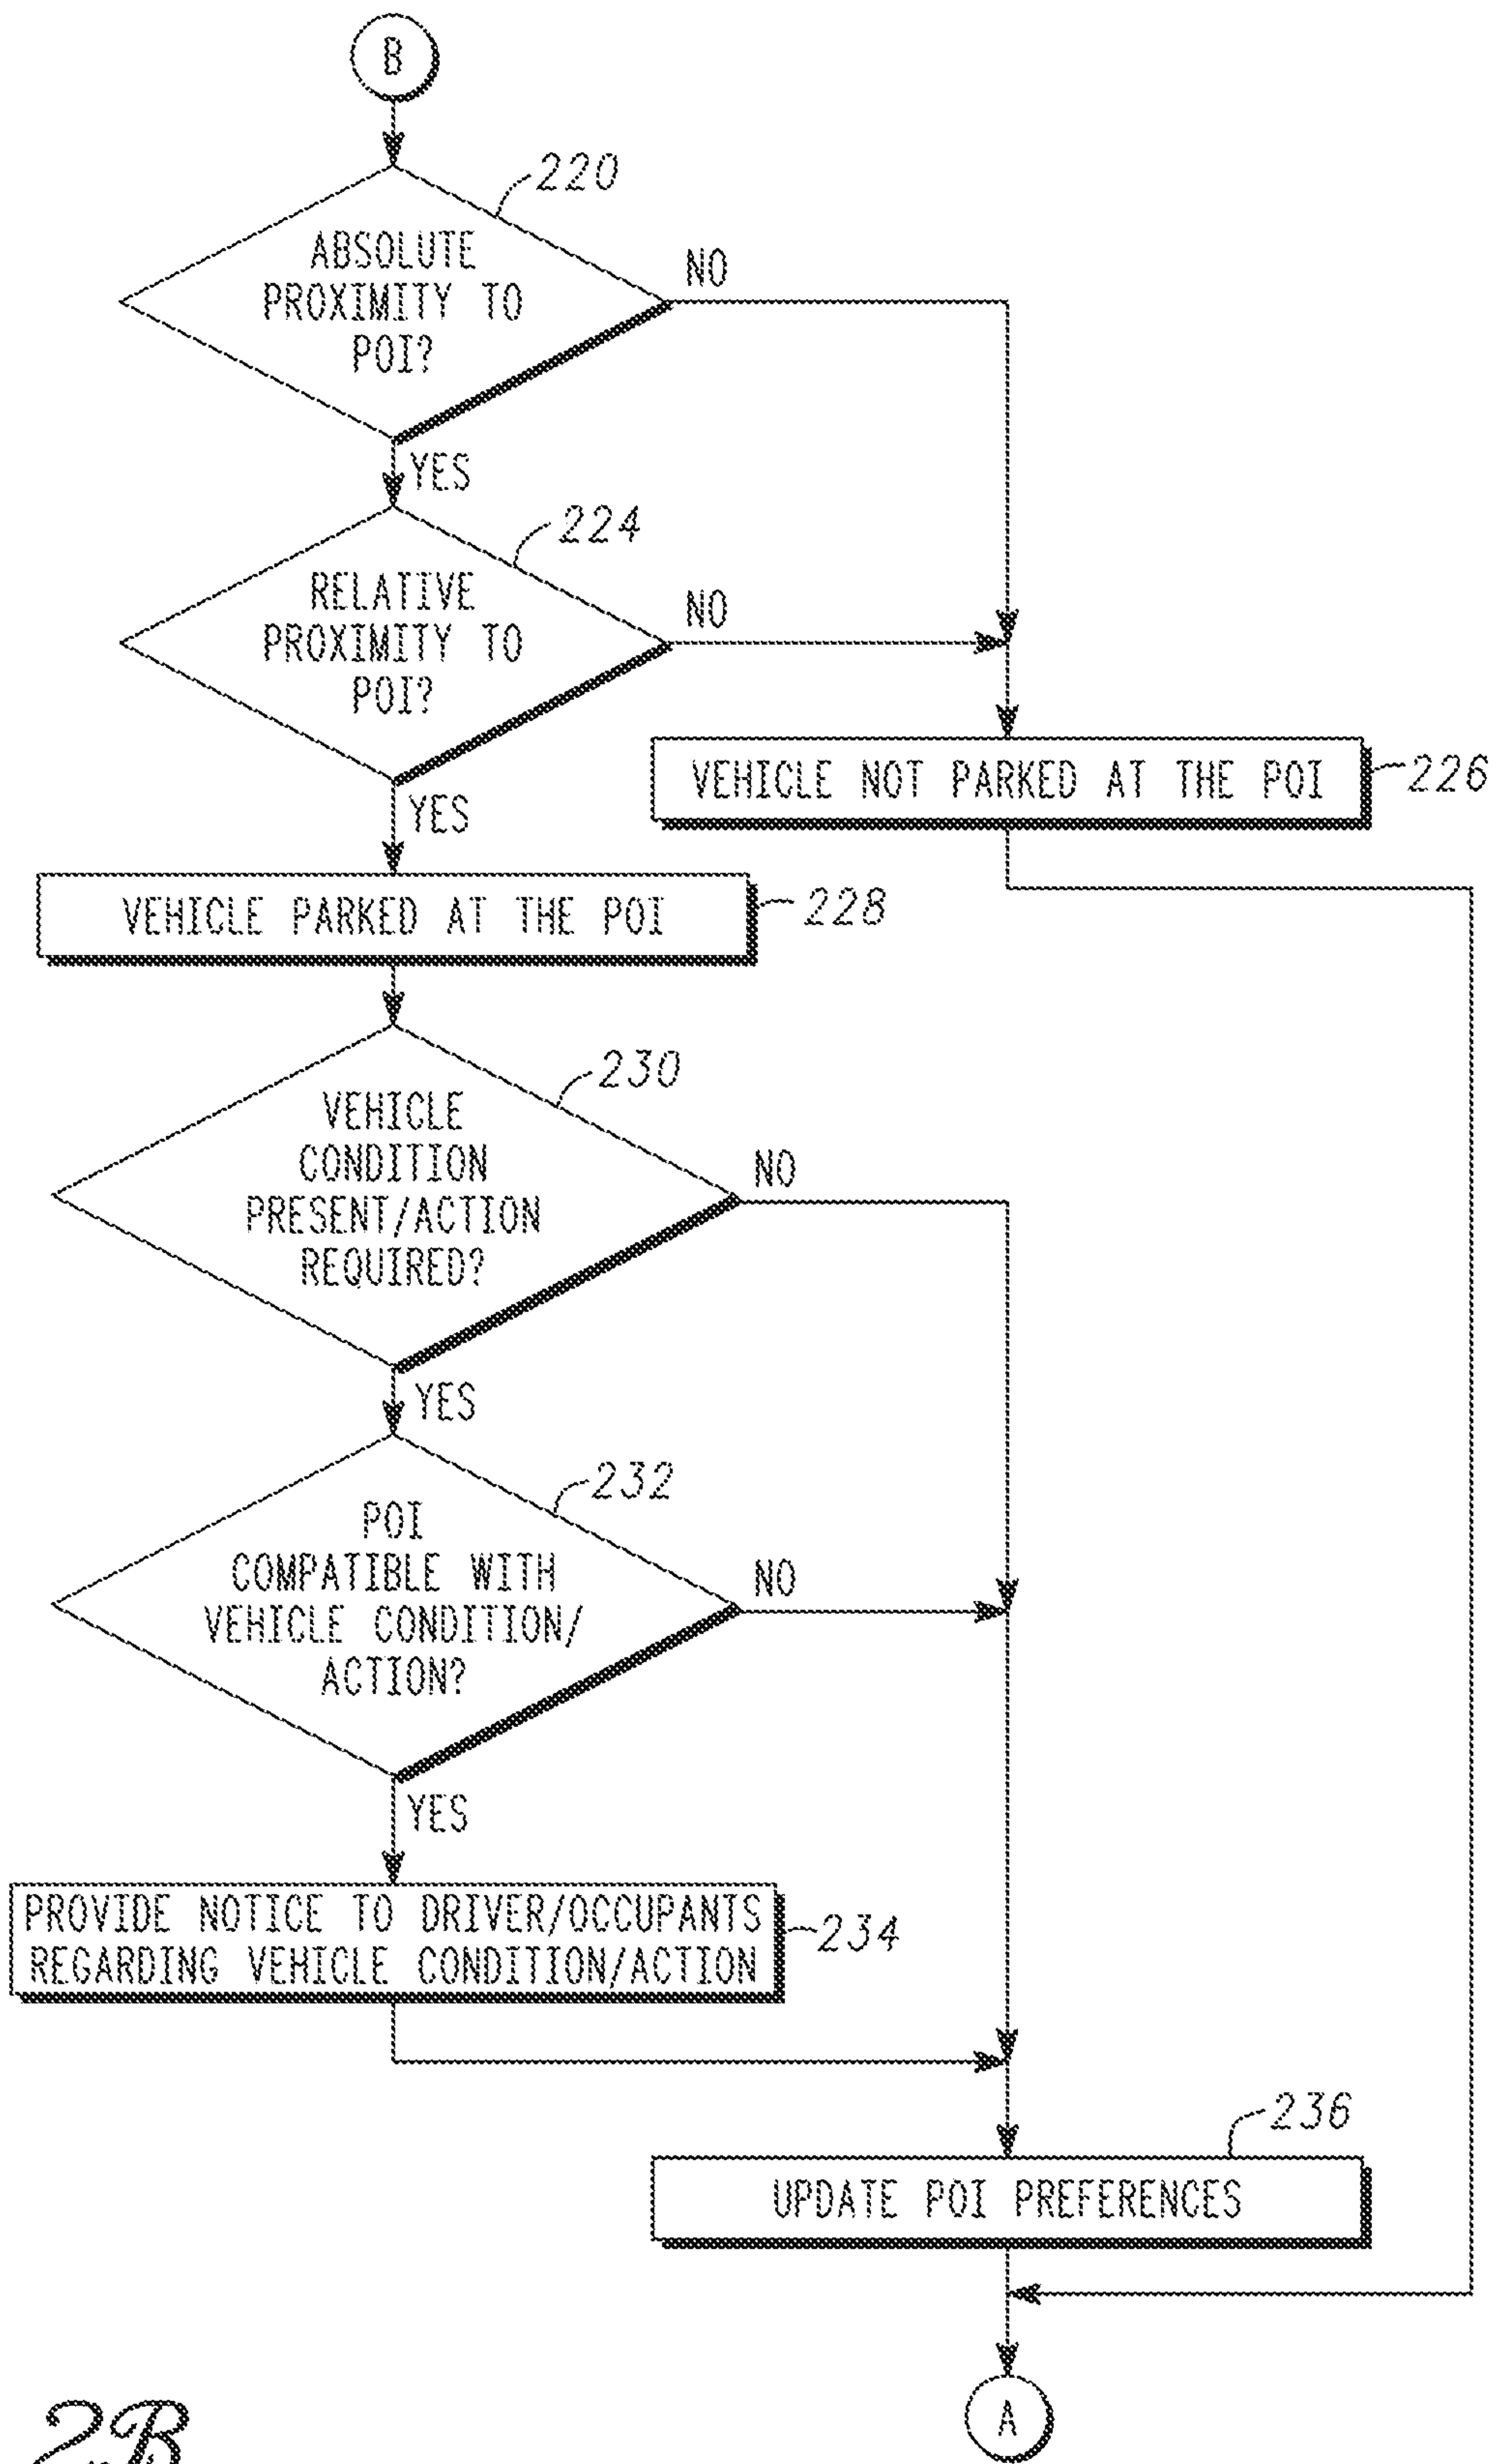 B
220
ABSOLUTE
PROXIMITY TO
POI?
NO
YES
224
RELATIVE
PROXIMITY TO
POI?
NO
YES
VEHICLE NOT PARKED AT THE POI
226
VEHICLE PARKED AT THE POI
228
230
VEHICLE
CONDITION
PRESENT/ACTION
REQUIRED?
NO
YES
232
POI
COMPATIBLE WITH
VEHICLE CONDITION/
ACTION?
NO
YES
PROVIDE NOTICE TO DRIVER/OCCUPANTS
REGARDING VEHICLE CONDITION/ACTION
234
236
UPDATE POI PREFERENCES
A
2B